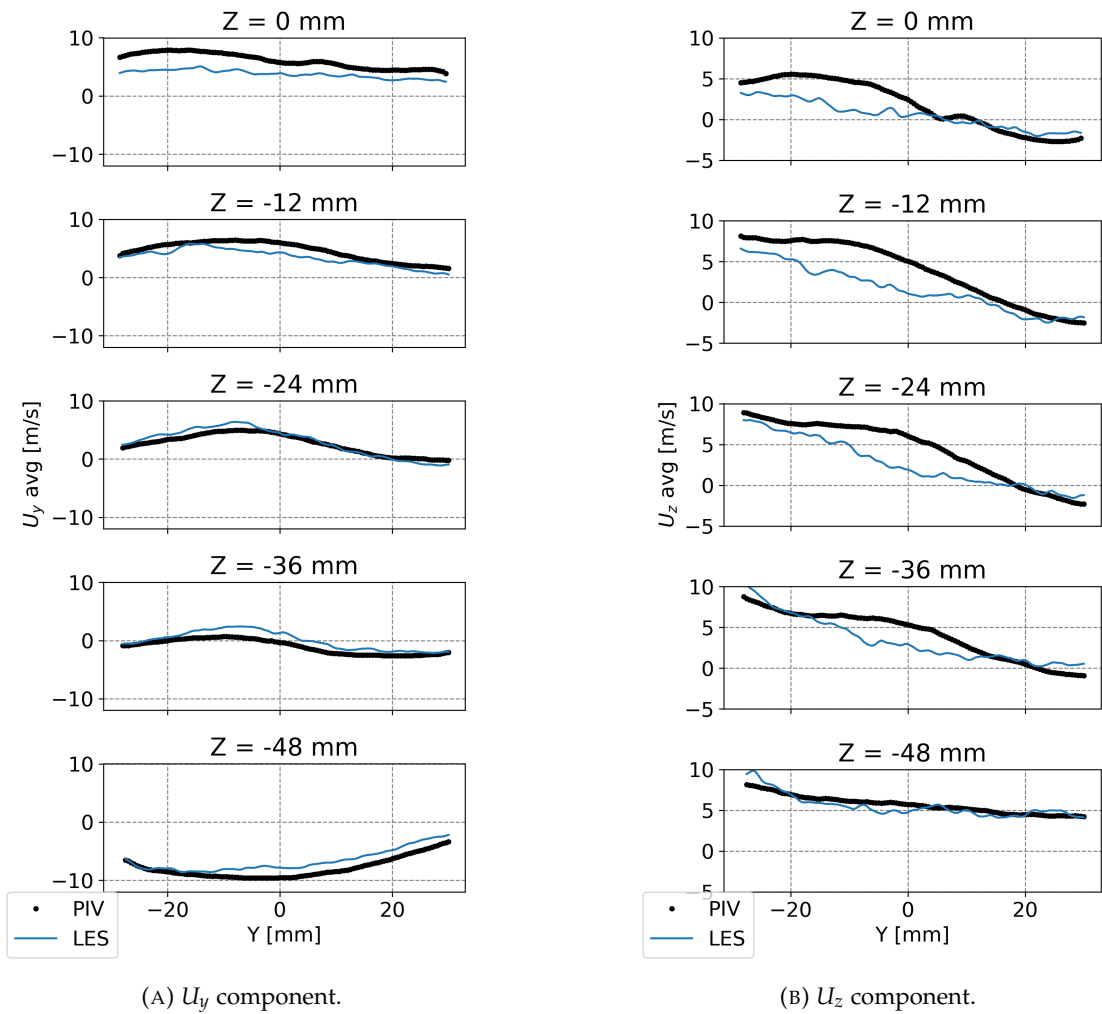 Z = 0 mm
10
0
−10
Z = -12 mm
10
0
−10
Z = -24 mm
10
0
−10
Z = -36 mm
10
0
−10
Z = -48 mm
0
−10
−20
0
20
Y [mm]
U_y avg [m/s]
PIV
LES
(A) U_y component.
Z = 0 mm
10
5
0
−5
Z = -12 mm
10
5
0
−5
Z = -24 mm
10
5
0
−5
Z = -36 mm
10
5
0
−5
Z = -48 mm
10
5
0
−5
−20
0
20
Y [mm]
U_z avg [m/s]
PIV
LES
(B) U_z component.